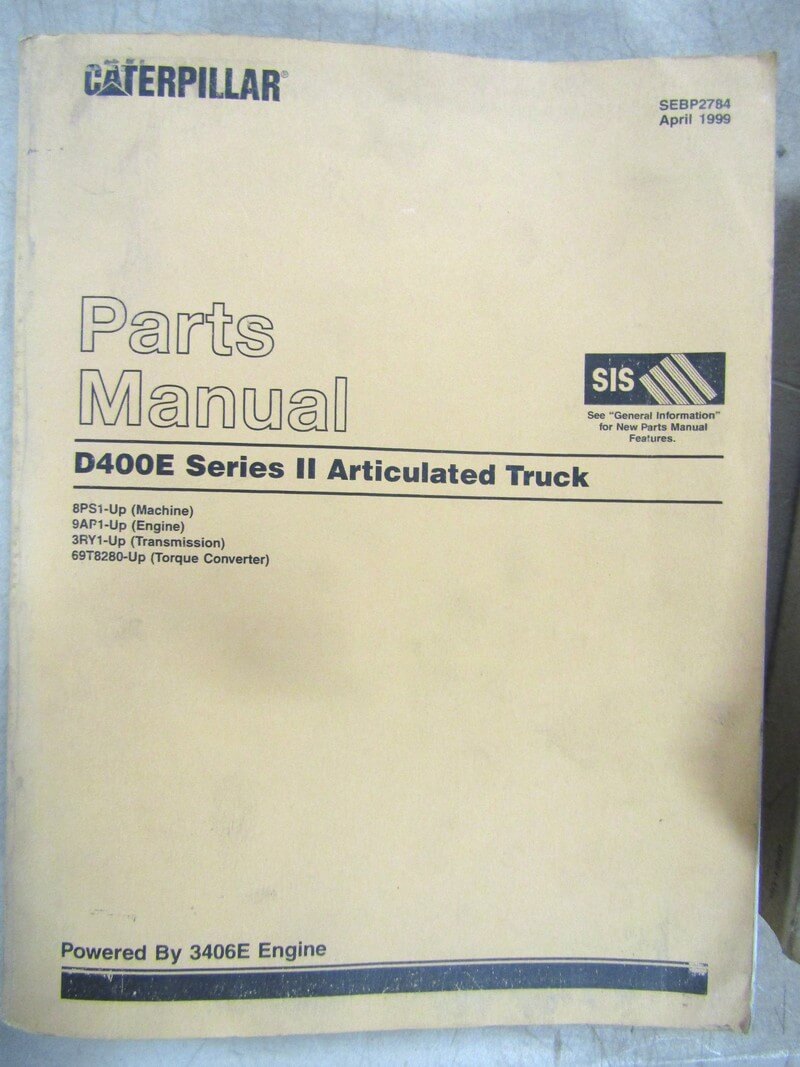 CATERPILLAR®
SEBP2784
April 1999
Parts
Manual
SIS
See "General Information"
for New Parts Manual
Features.
D400E Series II Articulated Truck
8PS1-Up (Machine)
9AP1-Up (Engine)
3RY1-Up (Transmission)
69T8280-Up (Torque Converter)
Powered By 3406E Engine